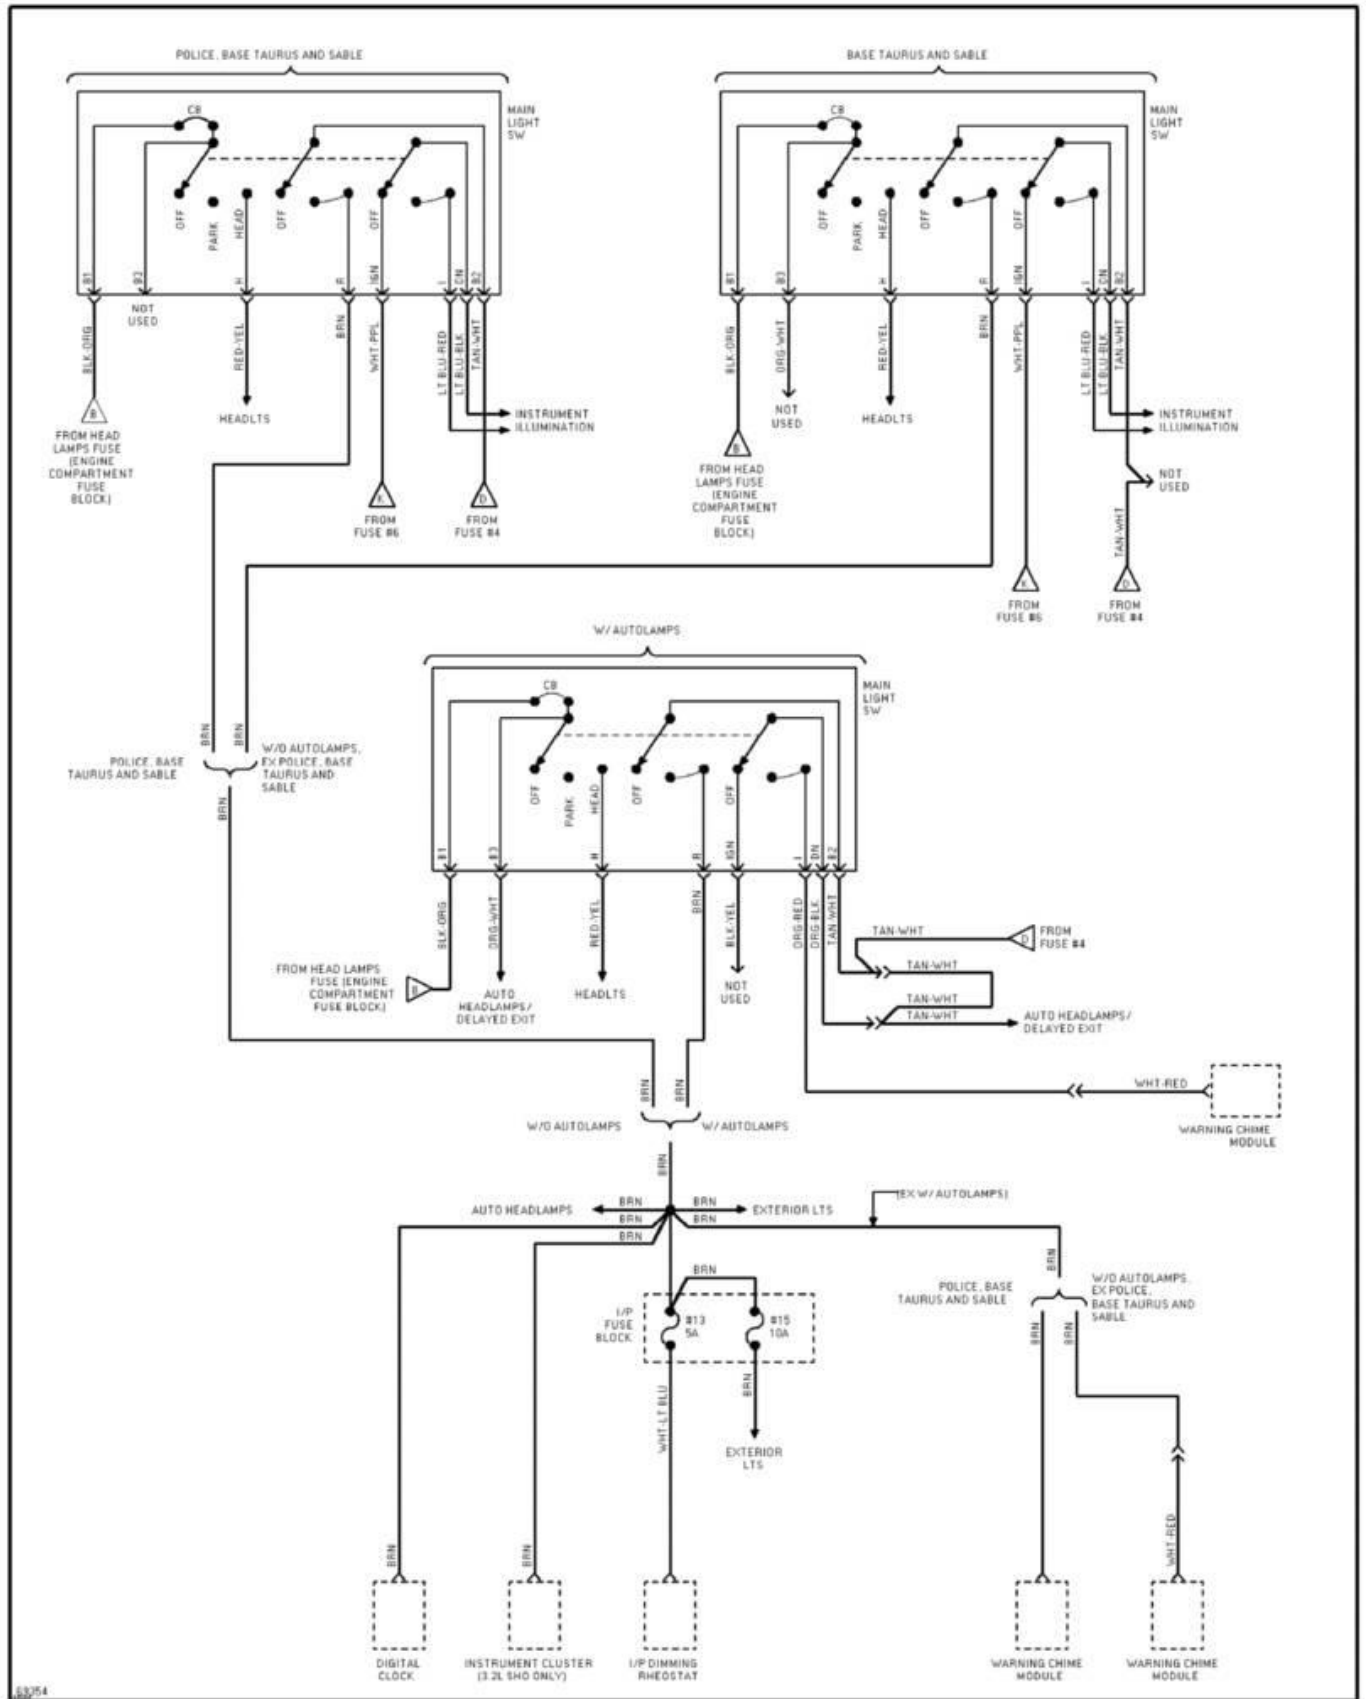 POLICE, BASE TAURUS AND SABLE
CB
MAIN
LIGHT
SW
OFF
PARK
HEAD
OFF
OFF
B1
B3
H
R
IGN
I
DN
B2
NOT
USED
BLK-ORG
RED-YEL
BRN
WHT-PPL
LT BLU-RED
LT BLU-BLK
TAN-WHT
B
FROM HEAD
LAMPS FUSE
(ENGINE
COMPARTMENT
FUSE
BLOCK)
HEADLTS
INSTRUMENT
ILLUMINATION
K
FROM
FUSE #6
D
FROM
FUSE #4
BASE TAURUS AND SABLE
CB
MAIN
LIGHT
SW
OFF
PARK
HEAD
OFF
OFF
B1
B3
H
R
IGN
I
DN
B2
BLK-ORG
ORG-WHT
RED-YEL
BRN
WHT-PPL
LT BLU-RED
LT BLU-BLK
TAN-WHT
NOT
USED
HEADLTS
INSTRUMENT
ILLUMINATION
B
FROM HEAD
LAMPS FUSE
(ENGINE
COMPARTMENT
FUSE
BLOCK)
NOT
USED
TAN-WHT
K
FROM
FUSE #6
D
FROM
FUSE #4
W/ AUTOLAMPS
CB
MAIN
LIGHT
SW
OFF
PARK
HEAD
OFF
OFF
B1
B3
H
R
IGN
I
DN
B2
BRN
BRN
POLICE, BASE
TAURUS AND SABLE
W/O AUTOLAMPS,
EX POLICE, BASE
TAURUS AND
SABLE
BRN
BLK-ORG
ORG-WHT
RED-YEL
BRN
BLK-YEL
ORG-RED
ORG-BLK
TAN-WHT
TAN-WHT
D
FROM
FUSE #4
FROM HEAD LAMPS
FUSE (ENGINE
COMPARTMENT
FUSE BLOCK)
B
AUTO
HEADLAMPS/
DELAYED EXIT
HEADLTS
NOT
USED
TAN-WHT
TAN-WHT
TAN-WHT
AUTO HEADLAMPS/
DELAYED EXIT
WHT-RED
WARNING CHIME
MODULE
BRN
BRN
W/O AUTOLAMPS
W/ AUTOLAMPS
BRN
AUTO HEADLAMPS
BRN
BRN
BRN
BRN
BRN
EXTERIOR LTS
(EX W/ AUTOLAMPS)
BRN
BRN
POLICE, BASE
TAURUS AND SABLE
W/O AUTOLAMPS,
EX POLICE,
BASE TAURUS AND
SABLE
I/P
FUSE
BLOCK
#13
5A
#15
10A
BRN
BRN
WHT-LT BLU
BRN
EXTERIOR
LTS
BRN
BRN
WHT-RED
DIGITAL
CLOCK
INSTRUMENT CLUSTER
(3.2L SHO ONLY)
I/P DIMMING
RHEOSTAT
WARNING CHIME
MODULE
WARNING CHIME
MODULE
69354